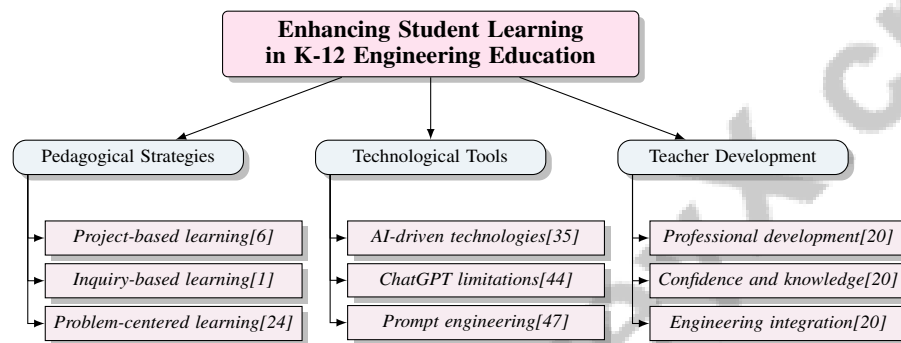 Enhancing Student Learning
in K-12 Engineering Education
Pedagogical Strategies
Technological Tools
Teacher Development
Project-based learning[6]
AI-driven technologies[35]
Professional development[20]
Inquiry-based learning[1]
ChatGPT limitations[44]
Confidence and knowledge[20]
Problem-centered learning[24]
Prompt engineering[47]
Engineering integration[20]